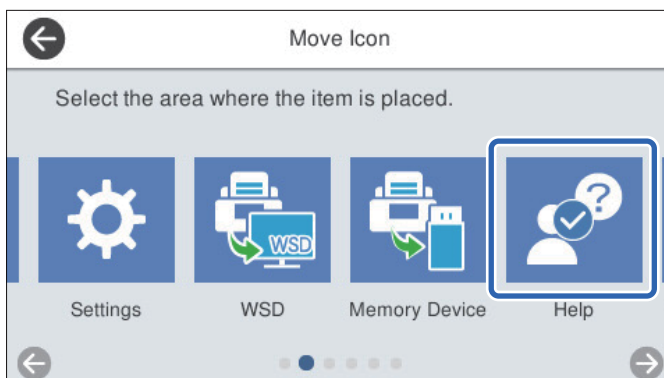 Move Icon
Select the area where the item is placed.
WSD
?
Settings
WSD
Memory Device
Help